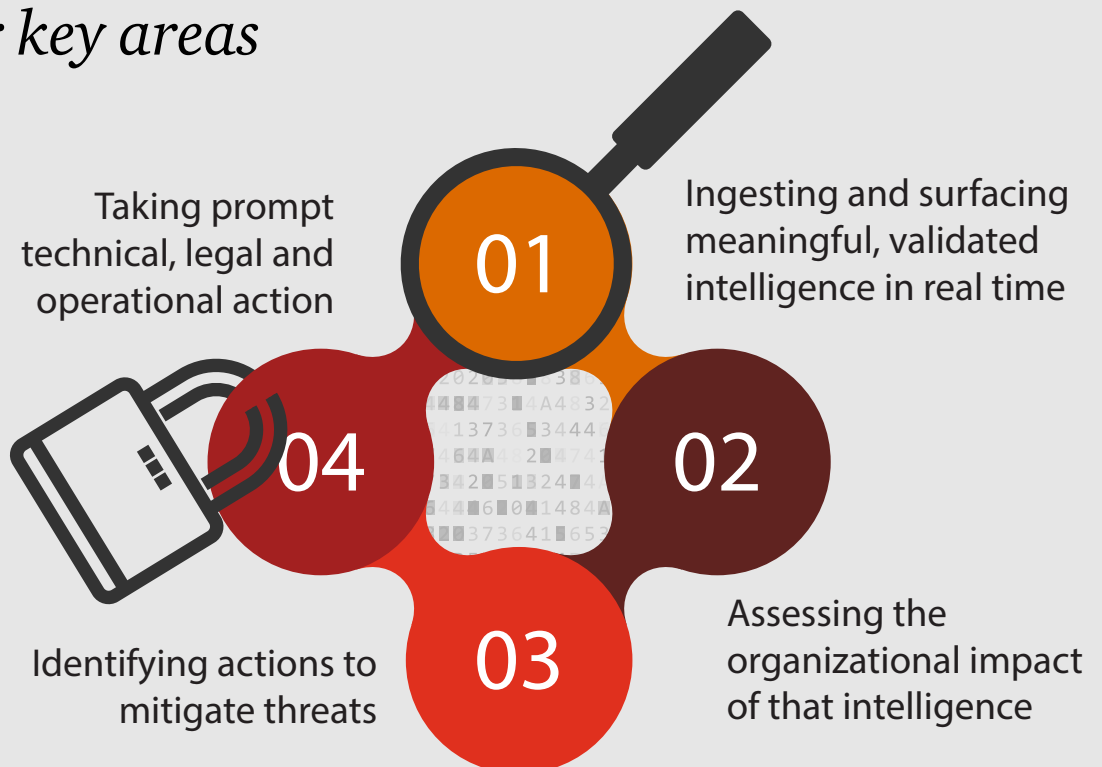 key areas
01
Ingesting and surfacing
meaningful, validated
intelligence in real time
02
Assessing the
organizational impact
of that intelligence
03
Identifying actions to
mitigate threats
04
Taking prompt
technical, legal and
operational action